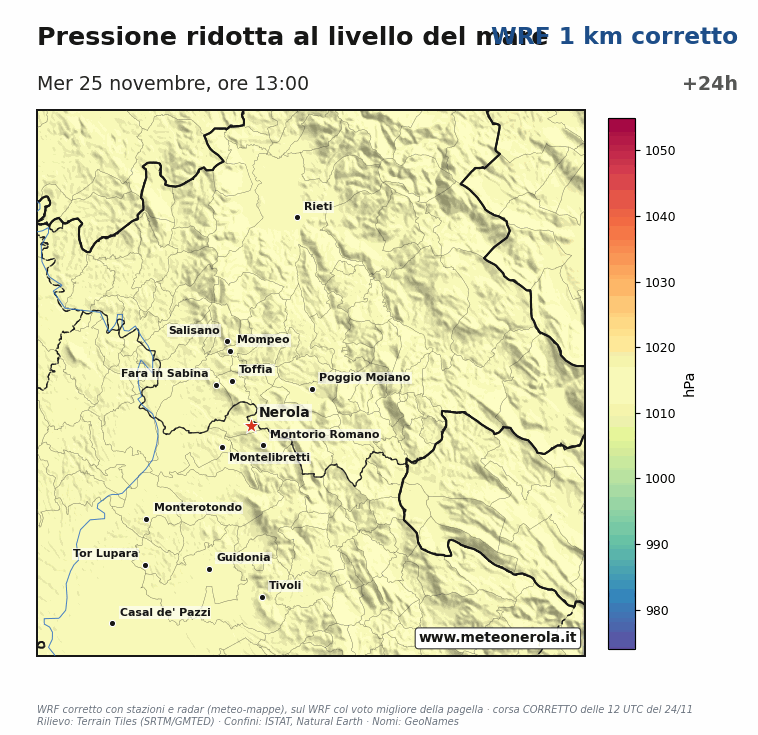 Pressione ridotta al livello del mare
WRF 1 km corretto
Mer 25 novembre, ore 13:00
+24h
Rieti
Salisano
Mompeo
Fara in Sabina
Toffia
Poggio Moiano
Nerola
Montorio Romano
Montelibretti
Monterotondo
Tor Lupara
Guidonia
Tivoli
Casal de' Pazzi
www.meteonerola.it
1050
1040
1030
1020
1010
1000
990
980
hPa
WRF corretto con stazioni e radar (meteo-mappe), sul WRF col voto migliore della pagella · corsa CORRETTO delle 12 UTC del 24/11
Rilievo: Terrain Tiles (SRTM/GMTED) · Confini: ISTAT, Natural Earth · Nomi: GeoNames